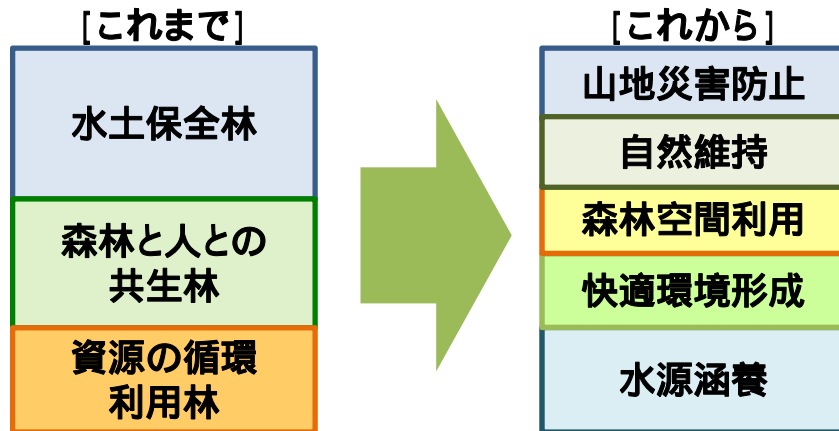 [これまで]
水土保全林
森林と人との
共生林
資源の循環
利用林
[これから]
山地災害防止
自然維持
森林空間利用
快適環境形成
水源涵養